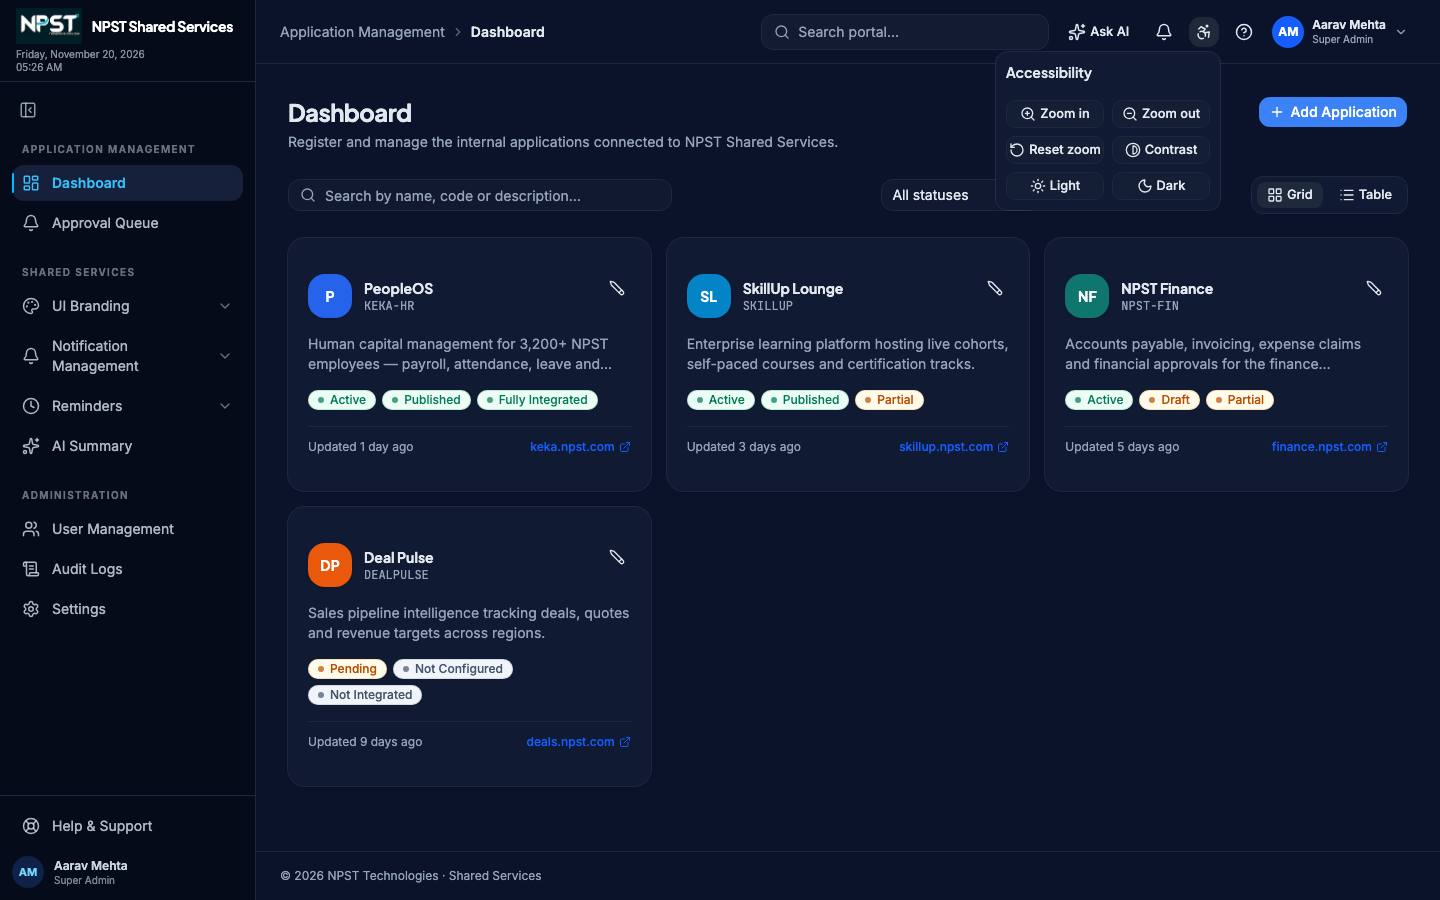 NPST
NPST Shared Services
Friday, November 20, 2026
05:26 AM
APPLICATION MANAGEMENT
Dashboard
Approval Queue
SHARED SERVICES
UI Branding
Notification
Management
Reminders
AI Summary
ADMINISTRATION
User Management
Audit Logs
Settings
Help & Support
AM
Aarav Mehta
Super Admin
Application Management > Dashboard
Search portal...
Ask AI
AM
Aarav Mehta
Super Admin
Accessibility
Zoom in
Zoom out
Reset zoom
Contrast
Light
Dark
Dashboard
Register and manage the internal applications connected to NPST Shared Services.
+ Add Application
Search by name, code or description...
All statuses
Grid
Table
P
PeopleOS
KEKA-HR
Human capital management for 3,200+ NPST
employees — payroll, attendance, leave and...
Active
Published
Fully Integrated
Updated 1 day ago
keka.npst.com
SL
SkillUp Lounge
SKILLUP
Enterprise learning platform hosting live cohorts,
self-paced courses and certification tracks.
Active
Published
Partial
Updated 3 days ago
skillup.npst.com
NF
NPST Finance
NPST-FIN
Accounts payable, invoicing, expense claims
and financial approvals for the finance...
Active
Draft
Partial
Updated 5 days ago
finance.npst.com
DP
Deal Pulse
DEALPULSE
Sales pipeline intelligence tracking deals, quotes
and revenue targets across regions.
Pending
Not Configured
Not Integrated
Updated 9 days ago
deals.npst.com
© 2026 NPST Technologies · Shared Services